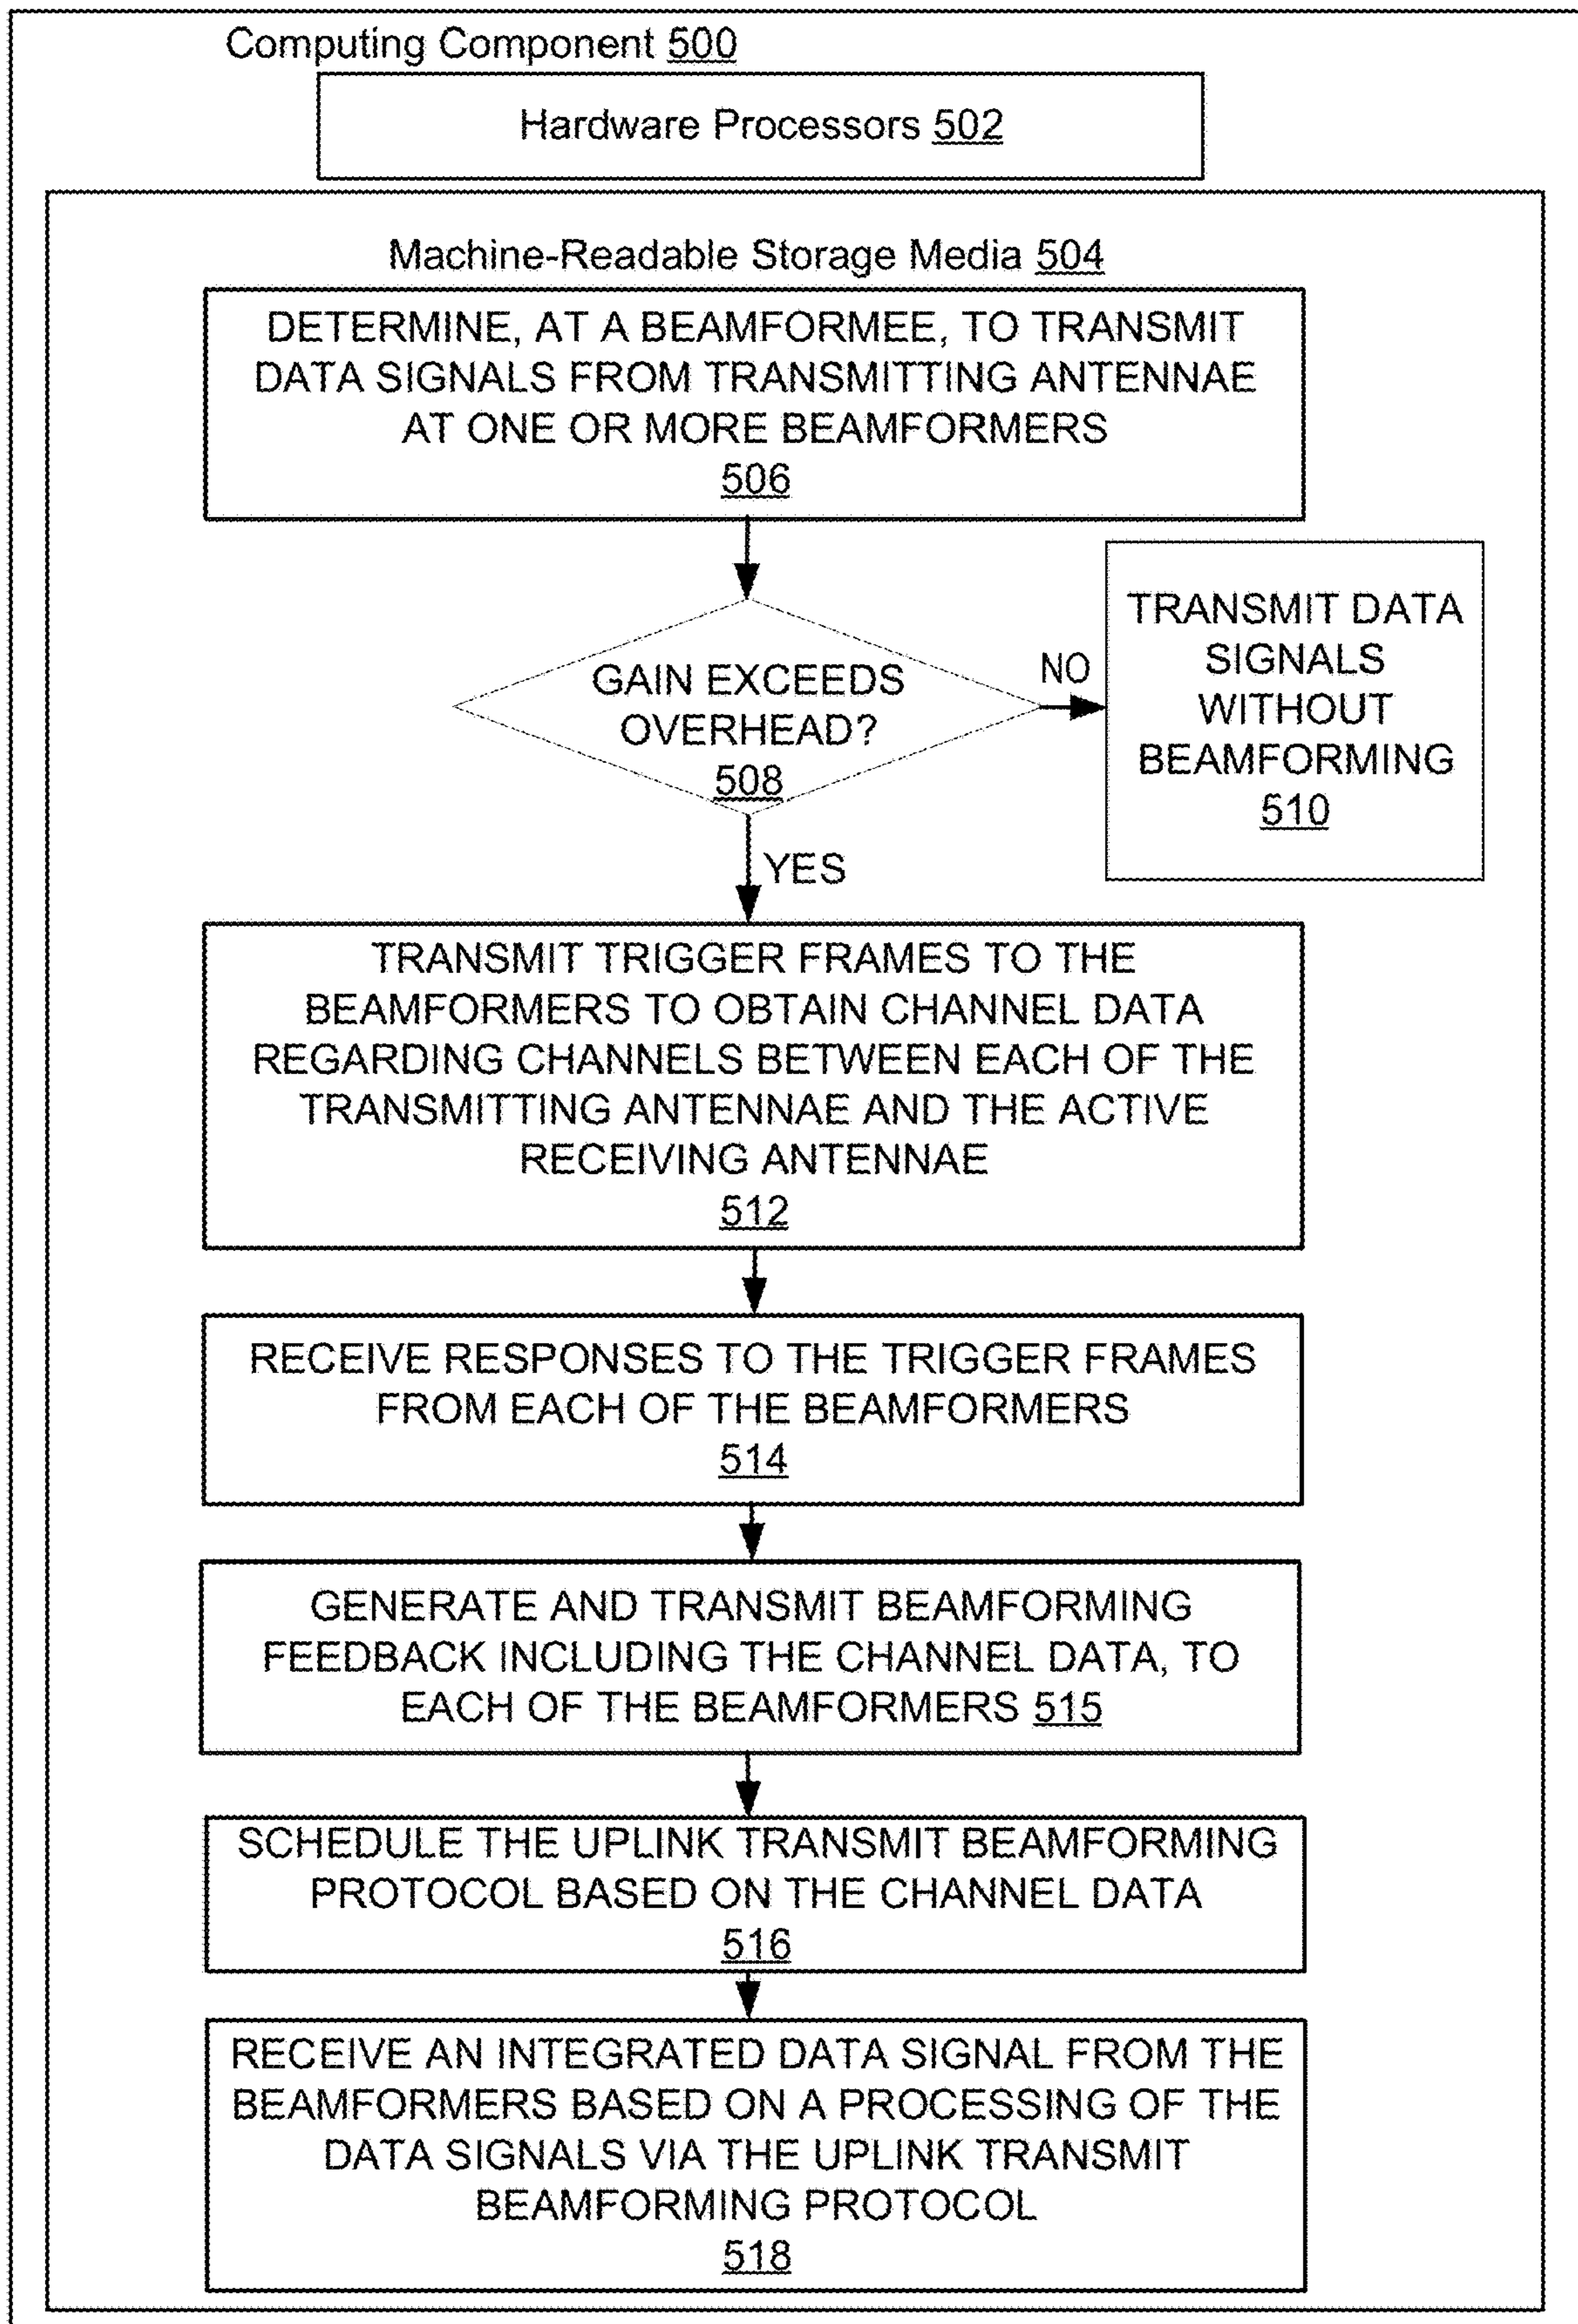 Computing Component 500
Hardware Processors 502
Machine-Readable Storage Media 504
DETERMINE, AT A BEAMFORMEE, TO TRANSMIT
DATA SIGNALS FROM TRANSMITTING ANTENNAE
AT ONE OR MORE BEAMFORMERS
506
GAIN EXCEEDS
OVERHEAD?
508
NO
TRANSMIT DATA
SIGNALS
WITHOUT
BEAMFORMING
510
YES
TRANSMIT TRIGGER FRAMES TO THE
BEAMFORMERS TO OBTAIN CHANNEL DATA
REGARDING CHANNELS BETWEEN EACH OF THE
TRANSMITTING ANTENNAE AND THE ACTIVE
RECEIVING ANTENNAE
512
RECEIVE RESPONSES TO THE TRIGGER FRAMES
FROM EACH OF THE BEAMFORMERS
514
GENERATE AND TRANSMIT BEAMFORMING
FEEDBACK INCLUDING THE CHANNEL DATA, TO
EACH OF THE BEAMFORMERS 515
SCHEDULE THE UPLINK TRANSMIT BEAMFORMING
PROTOCOL BASED ON THE CHANNEL DATA
516
RECEIVE AN INTEGRATED DATA SIGNAL FROM THE
BEAMFORMERS BASED ON A PROCESSING OF THE
DATA SIGNALS VIA THE UPLINK TRANSMIT
BEAMFORMING PROTOCOL
518